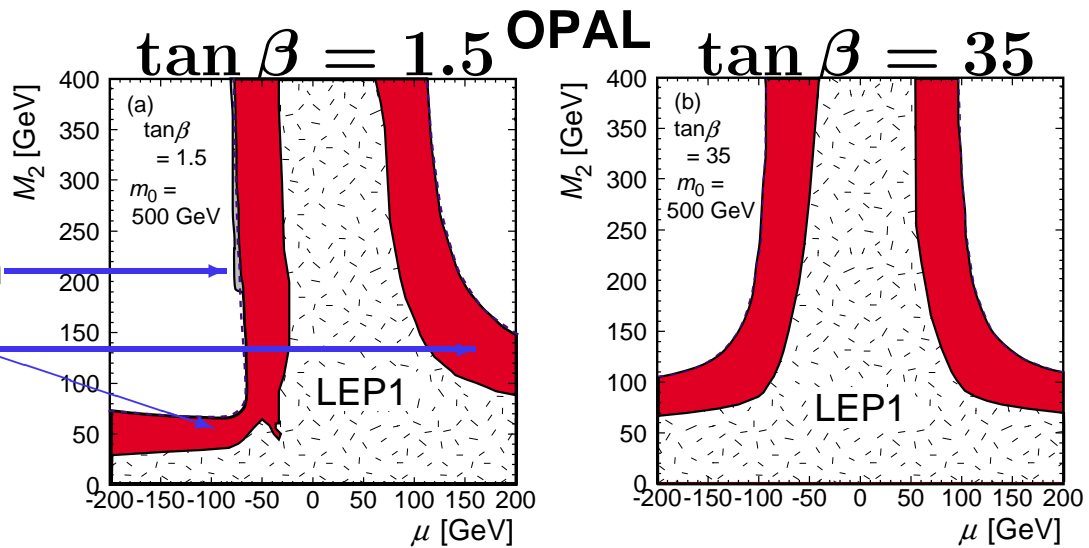 OPAL
tan β = 1.5
tan β = 35
M₂ [GeV]
400
350
300
250
200
150
100
50
0
(a)
tanβ
= 1.5
m₀ =
500 GeV
LEP1
-200 -150 -100 -50 0 50 100 150 200
μ [GeV]
M₂ [GeV]
400
350
300
250
200
150
100
50
0
(b)
tanβ
= 35
m₀ =
500 GeV
LEP1
-200 -150 -100 -50 0 50 100 150 200
μ [GeV]